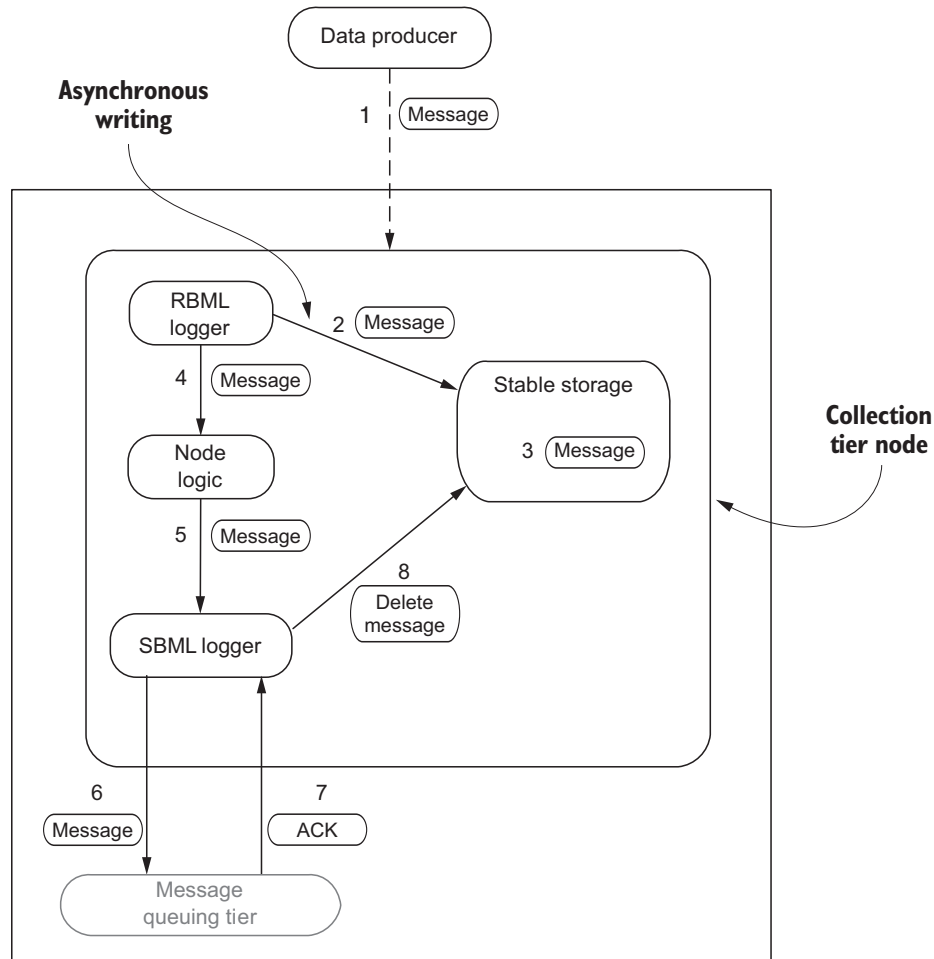 Data producer
Asynchronous
writing
1 Message
RBML
logger
2 Message
4 Message
Stable storage
3 Message
Collection
tier node
Node
logic
5 Message
8
Delete
message
SBML logger
6
Message
7
ACK
Message
queuing tier